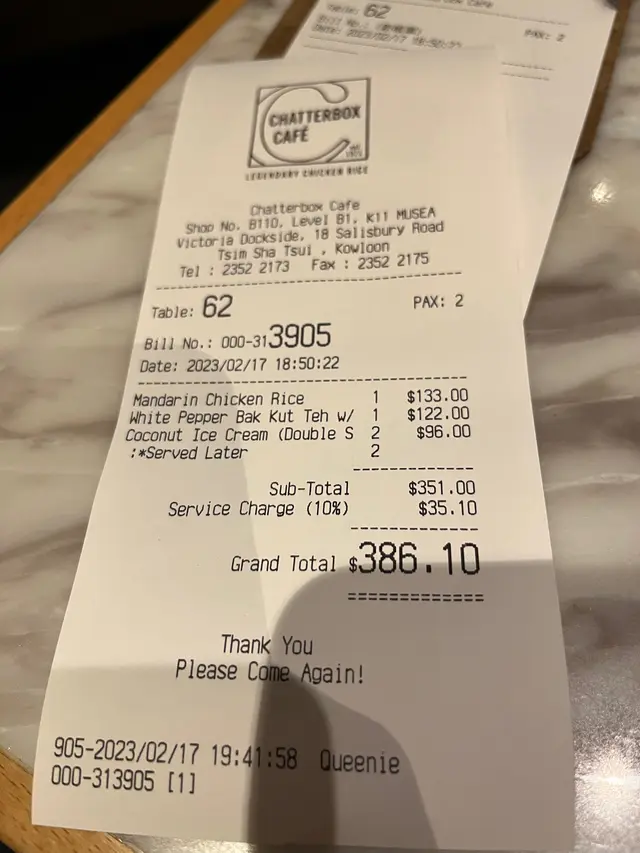 Table: 62
PAX: 2
CHATTERBOX
CAFÉ
LEGENDARY CHICKEN RICE
Chatterbox Cafe
Shop No. B110, Level B1, K11 MUSEA
Victoria Dockside, 18 Salisbury Road
Tsim Sha Tsui , Kowloon
Tel : 2352 2173 Fax : 2352 2175
Table: 62 PAX: 2
Bill No.: 000-313905
Date: 2023/02/17 18:50:22
Mandarin Chicken Rice 1 $133.00
White Pepper Bak Kut Teh w/ 1 $122.00
Coconut Ice Cream (Double S 2 $96.00
:*Served Later 2
Sub-Total $351.00
Service Charge (10%) $35.10
Grand Total $386.10
Thank You
Please Come Again!
905-2023/02/17 19:41:58 Queenie
000-313905 [1]